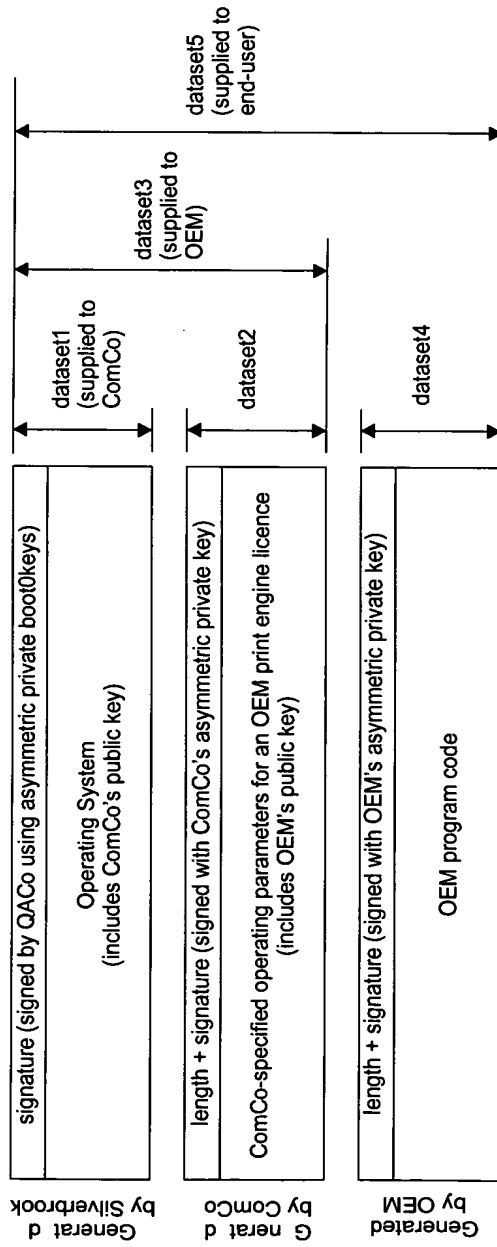 Generat d
by Silverbrook
signature (signed by QACo using asymmetric private boot0keys)
Operating System
(includes ComCo's public key)
dataset1
(supplied to
ComCo)
G nerat d
by ComCo
length + signature (signed with ComCo's asymmetric private key)
ComCo-specified operating parameters for an OEM print engine licence
(includes OEM's public key)
dataset2
dataset3
(supplied to
OEM)
Generated
by OEM
length + signature (signed with OEM's asymmetric private key)
OEM program code
dataset4
dataset5
(supplied to
end-user)